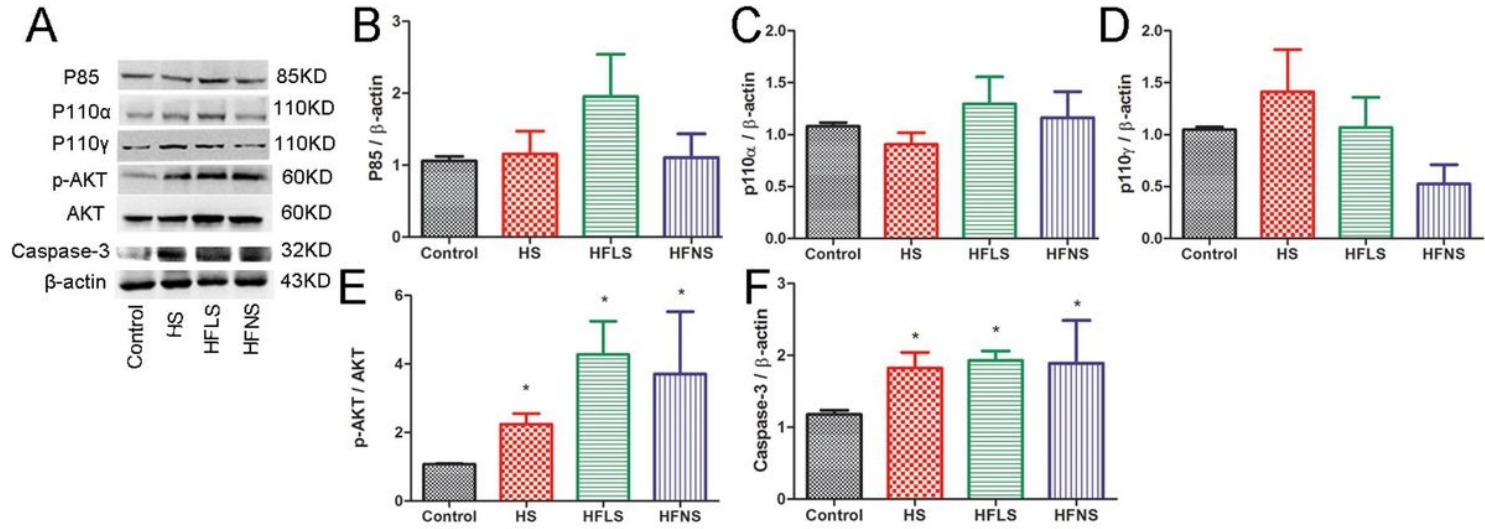 A
P85 85KD
P110α 110KD
P110γ 110KD
p-AKT 60KD
AKT 60KD
Caspase-3 32KD
β-actin 43KD
Control HS HFLS HFNS
B
P85 / β-actin
3
2
1
0
Control HS HFLS HFNS
C
p110α / β-actin
2.0
1.5
1.0
0.5
0.0
Control HS HFLS HFNS
D
p110γ / β-actin
2.0
1.5
1.0
0.5
0.0
Control HS HFLS HFNS
E
p-AKT / AKT
6
4
2
0
* * *
Control HS HFLS HFNS
F
Caspase-3 / β-actin
3
2
1
0
* * *
Control HS HFLS HFNS